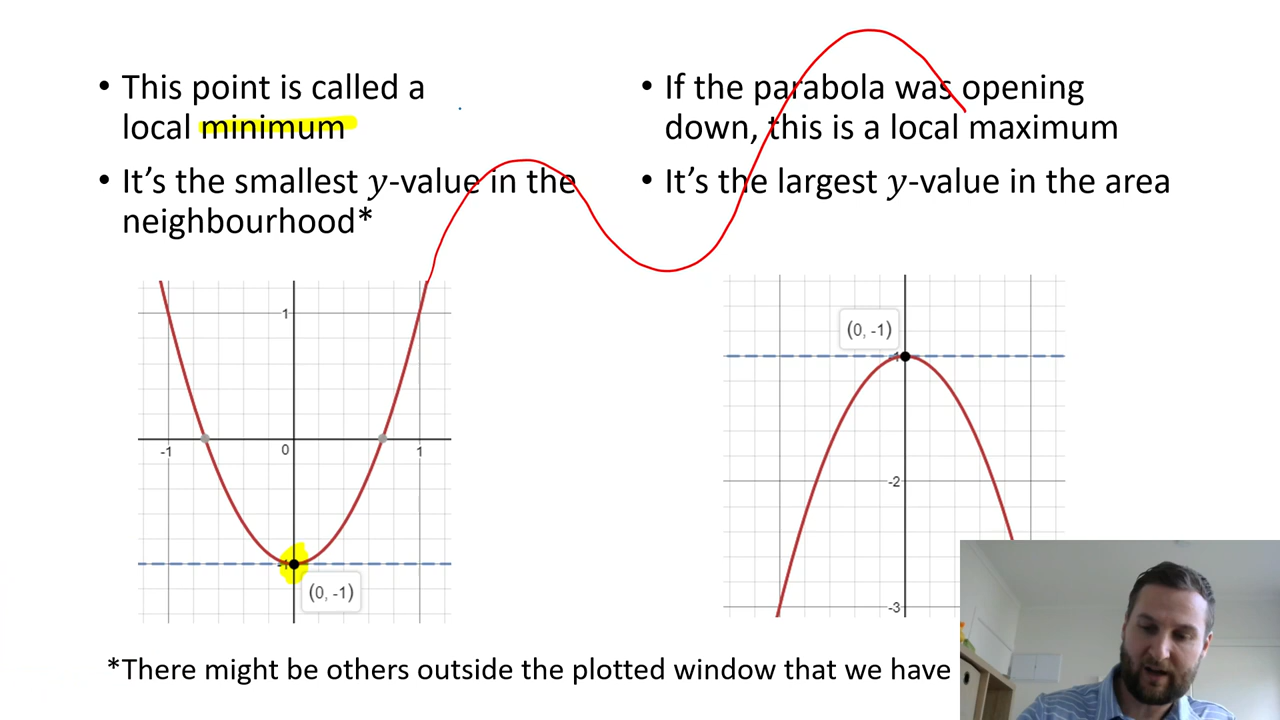 • This point is called a
local minimum
• It’s the smallest y-value in the
neighbourhood*
• If the parabola was opening
down, this is a local maximum
• It’s the largest y-value in the area
1
-1
0
1
-1
(0, -1)
(0, -1)
-2
-3
*There might be others outside the plotted window that we have